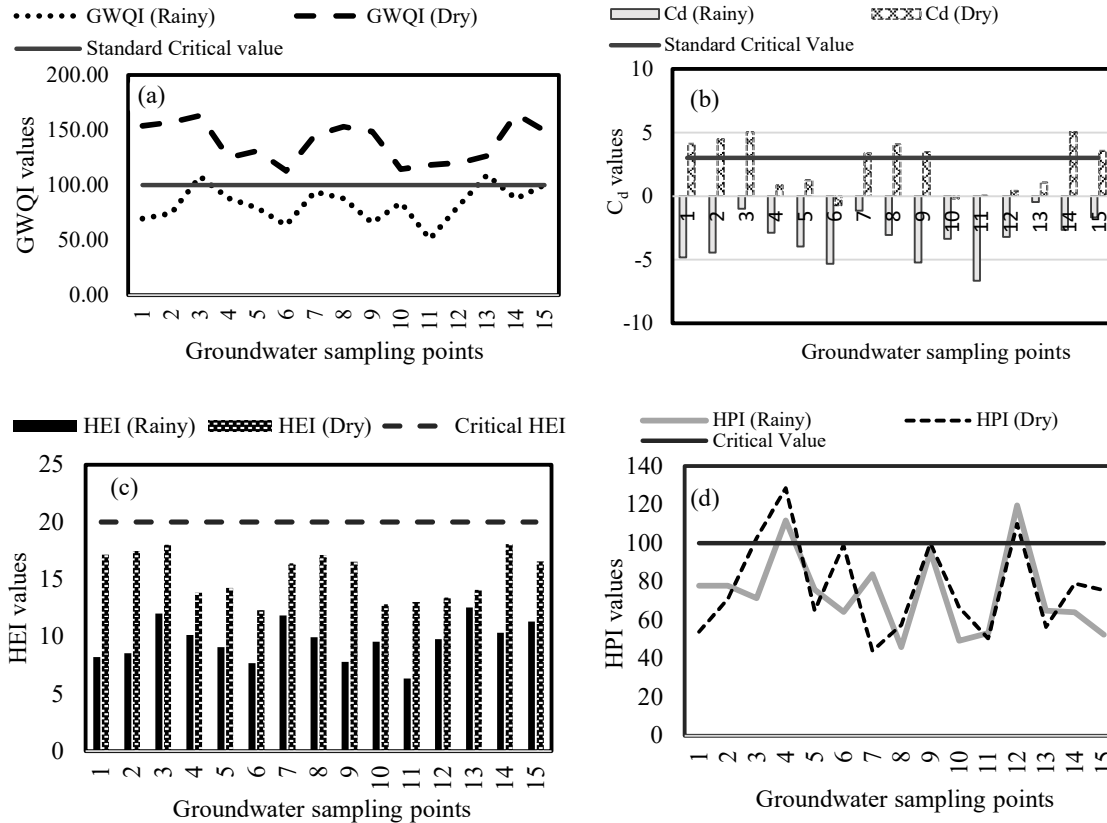 GWQI (Rainy) GWQI (Dry)
Standard Critical value
(a)
GWQI values
200.00
150.00
100.00
50.00
0.00
1 2 3 4 5 6 7 8 9 10 11 12 13 14 15
Groundwater sampling points
Cd (Rainy) Cd (Dry)
Standard Critical Value
(b)
Cd values
10
5
0
-5
-10
1 2 3 4 5 6 7 8 9 10 11 12 13 14 15
Groundwater sampling points
HEI (Rainy) HEI (Dry) Critical HEI
(c)
HEI values
25
20
15
10
5
0
1 2 3 4 5 6 7 8 9 10 11 12 13 14 15
Groundwater sampling points
HPI (Rainy) HPI (Dry)
Critical Value
(d)
HPI values
140
120
100
80
60
40
20
0
1 2 3 4 5 6 7 8 9 10 11 12 13 14 15
Groundwater sampling points